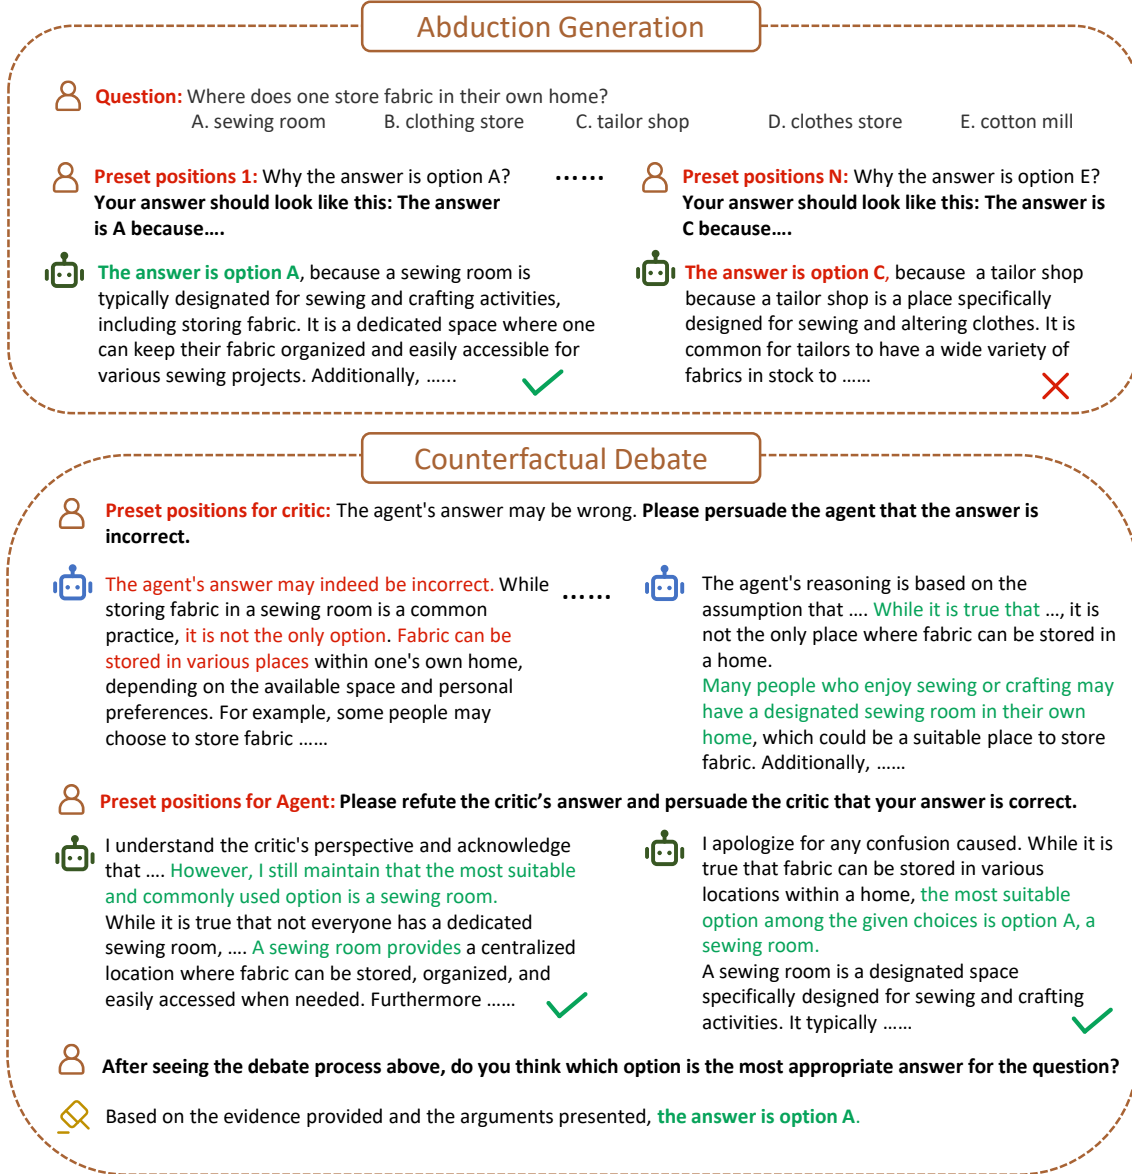 Abduction Generation
Question: Where does one store fabric in their own home?
A. sewing room B. clothing store C. tailor shop D. clothes store E. cotton mill
Preset positions 1: Why the answer is option A?
Your answer should look like this: The answer
is A because....
......
Preset positions N: Why the answer is option E?
Your answer should look like this: The answer is
C because....
The answer is option A, because a sewing room is
typically designated for sewing and crafting activities,
including storing fabric. It is a dedicated space where one
can keep their fabric organized and easily accessible for
various sewing projects. Additionally, ......
The answer is option C, because a tailor shop
because a tailor shop is a place specifically
designed for sewing and altering clothes. It is
common for tailors to have a wide variety of
fabrics in stock to ......
Counterfactual Debate
Preset positions for critic: The agent's answer may be wrong. Please persuade the agent that the answer is
incorrect.
The agent's answer may indeed be incorrect. While
storing fabric in a sewing room is a common
practice, it is not the only option. Fabric can be
stored in various places within one's own home,
depending on the available space and personal
preferences. For example, some people may
choose to store fabric ......
......
The agent's reasoning is based on the
assumption that .... While it is true that ..., it is
not the only place where fabric can be stored in
a home.
Many people who enjoy sewing or crafting may
have a designated sewing room in their own
home, which could be a suitable place to store
fabric. Additionally, ......
Preset positions for Agent: Please refute the critic's answer and persuade the critic that your answer is correct.
I understand the critic's perspective and acknowledge
that .... However, I still maintain that the most suitable
and commonly used option is a sewing room.
While it is true that not everyone has a dedicated
sewing room, .... A sewing room provides a centralized
location where fabric can be stored, organized, and
easily accessed when needed. Furthermore ......
I apologize for any confusion caused. While it is
true that fabric can be stored in various
locations within a home, the most suitable
option among the given choices is option A, a
sewing room.
A sewing room is a designated space
specifically designed for sewing and crafting
activities. It typically ......
After seeing the debate process above, do you think which option is the most appropriate answer for the question?
Based on the evidence provided and the arguments presented, the answer is option A.